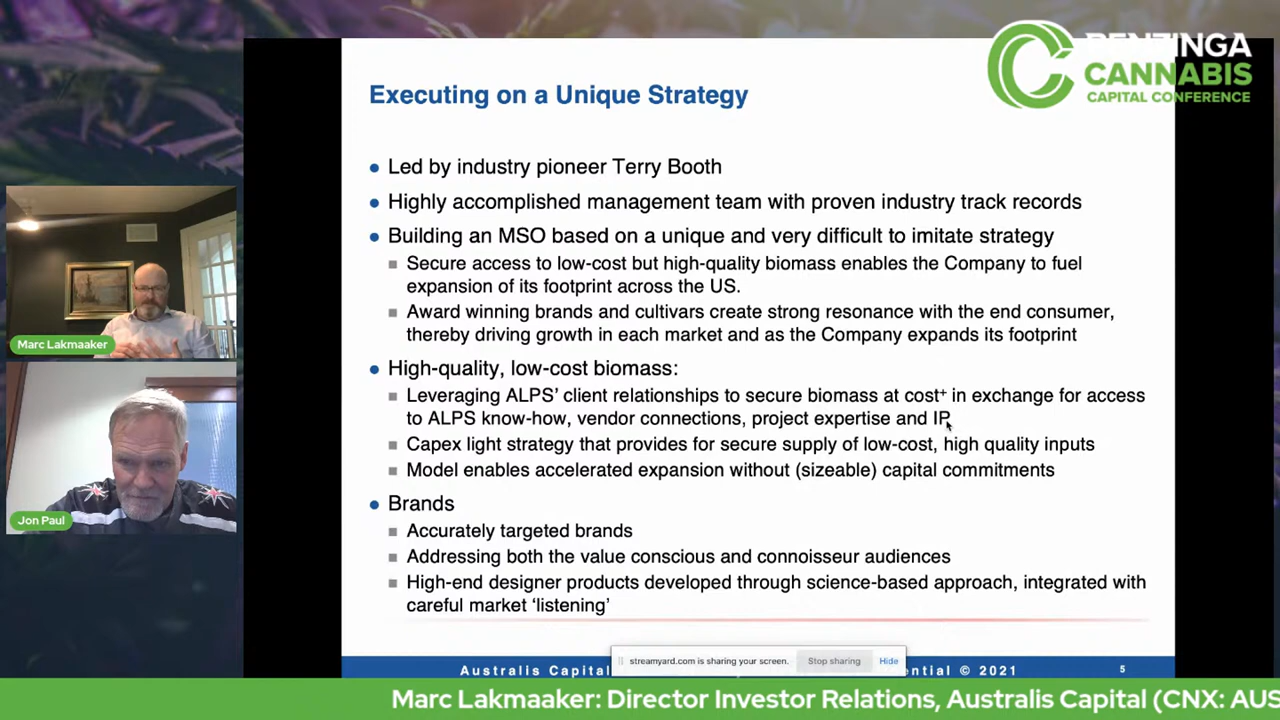 BENZINGA
CANNABIS
CAPITAL CONFERENCE
Executing on a Unique Strategy
Led by industry pioneer Terry Booth
Highly accomplished management team with proven industry track records
Building an MSO based on a unique and very difficult to imitate strategy
Secure access to low-cost but high-quality biomass enables the Company to fuel
expansion of its footprint across the US.
Award winning brands and cultivars create strong resonance with the end consumer,
thereby driving growth in each market and as the Company expands its footprint
High-quality, low-cost biomass:
Leveraging ALPS' client relationships to secure biomass at cost⁺ in exchange for access
to ALPS know-how, vendor connections, project expertise and IP
Capex light strategy that provides for secure supply of low-cost, high quality inputs
Model enables accelerated expansion without (sizeable) capital commitments
Brands
Accurately targeted brands
Addressing both the value conscious and connoisseur audiences
High-end designer products developed through science-based approach, integrated with
careful market 'listening'
Marc Lakmaaker
Jon Paul
streamyard.com is sharing your screen. Stop sharing Hide
Australis Capital ential © 2021 5
Marc Lakmaaker: Director Investor Relations, Australis Capital (CNX: AUS